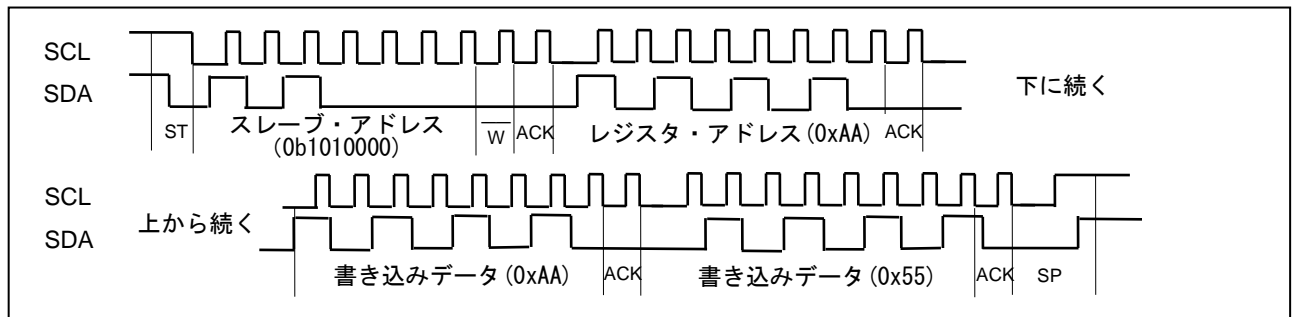 SCL
SDA
下に続く
ST
スレーブ・アドレス
(0b1010000)
W
ACK
レジスタ・アドレス(0xAA)
ACK
SCL
SDA
上から続く
書き込みデータ(0xAA)
ACK
書き込みデータ(0x55)
ACK
SP